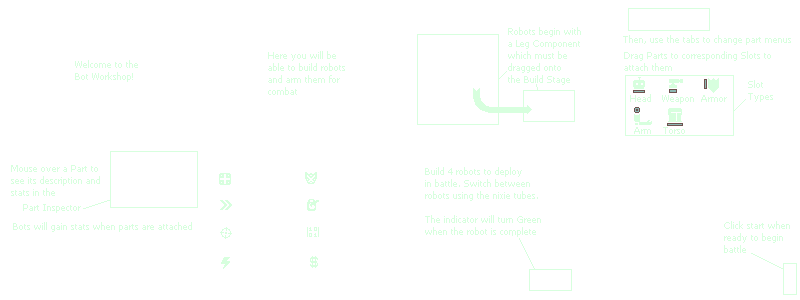 Welcome to the
Bot Workshop!
Here you will be
able to build robots
and arm them for
combat.
Robots begin with
a Leg Component
which must be
dragged onto
the Build Stage
Then, use the tabs to change part menus.
Drag Parts to corresponding Slots to
attach them
Head
Weapon
Armor
Arm
Torso
Slot
Types
Mouse over a Part to
see its description and
stats in the
Part Inspector
Bots will gain stats when parts are attached
Build 4 robots to deploy
in battle. Switch between
robots using the robot tubes.
The indicator will turn Green
when the robot is complete
Click start when
ready to begin
battle